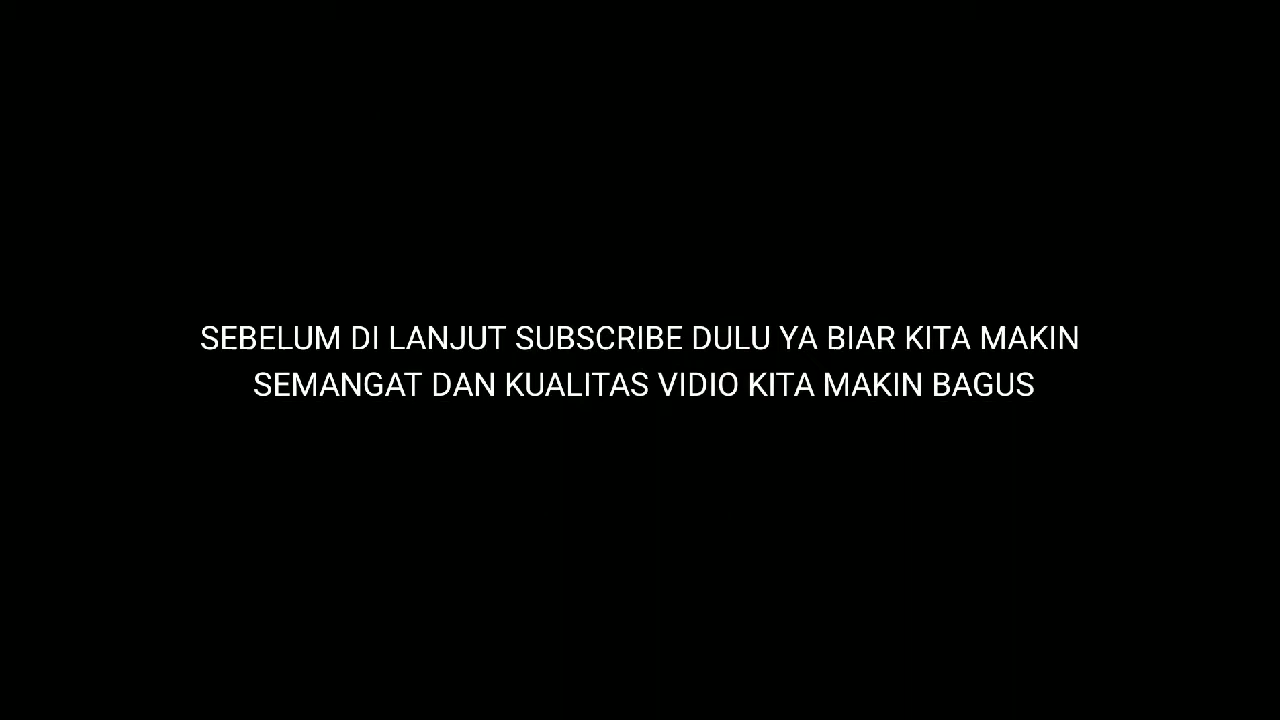 SEBELUM DI LANJUT SUBSCRIBE DULU YA BIAR KITA MAKIN
SEMANGAT DAN KUALITAS VIDIO KITA MAKIN BAGUS